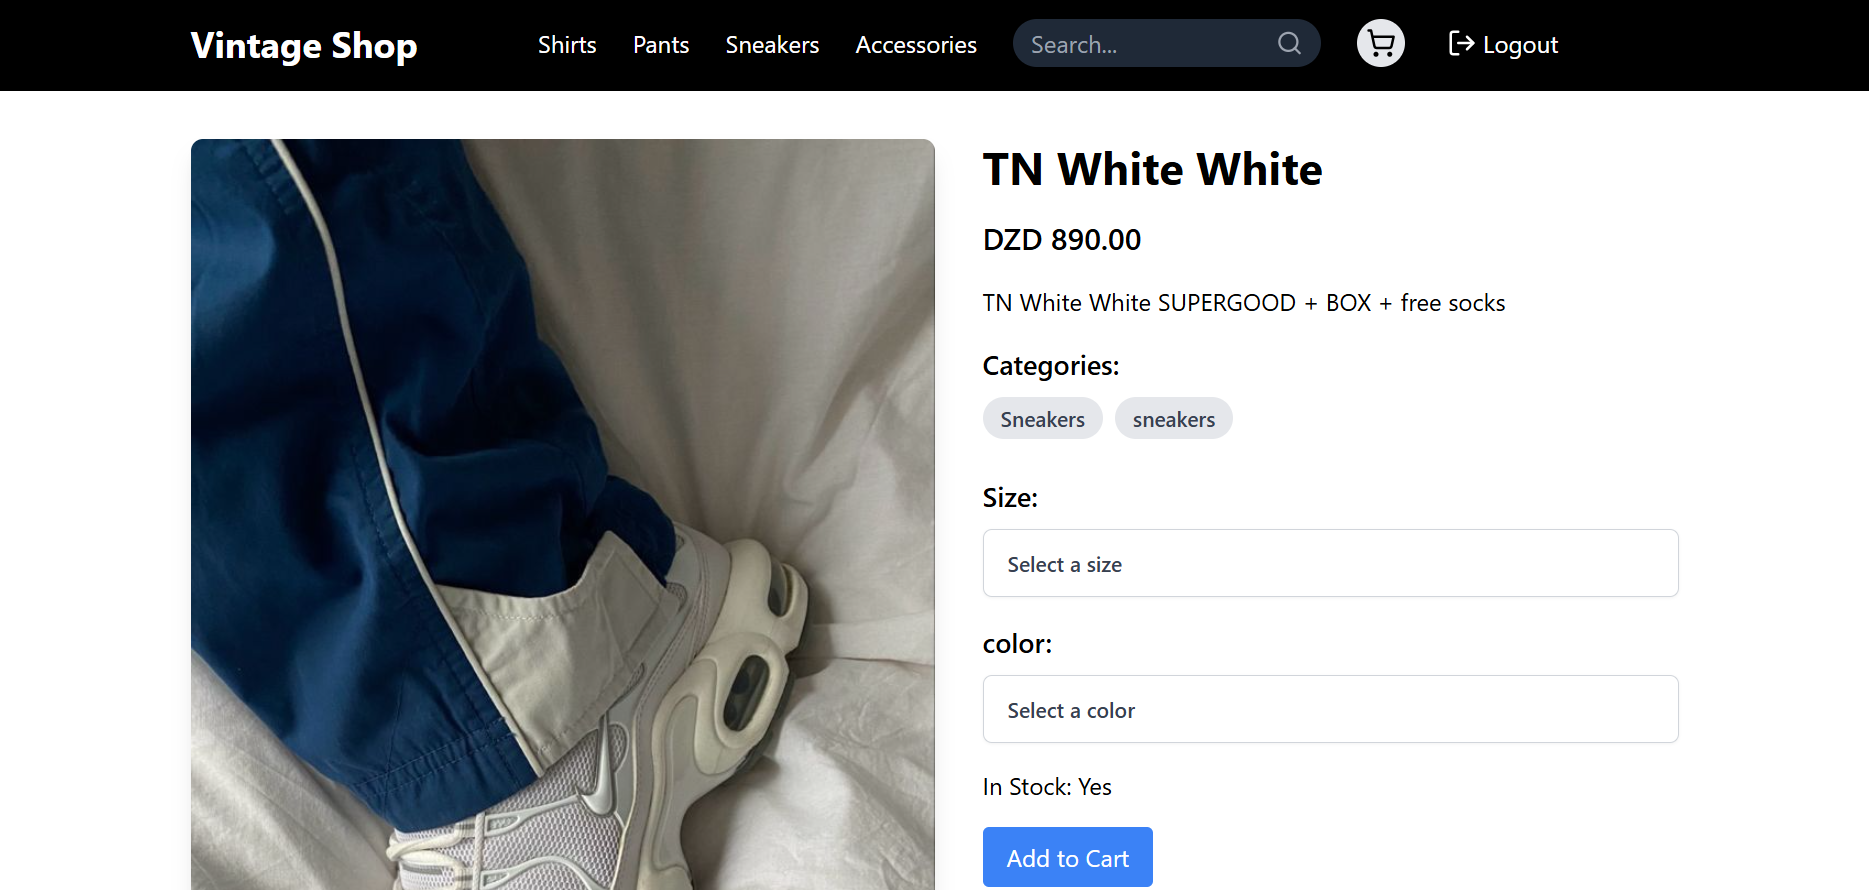 Vintage Shop
Shirts
Pants
Sneakers
Accessories
Search...
Logout
TN White White
DZD 890.00
TN White White SUPERGOOD + BOX + free socks
Categories:
Sneakers
sneakers
Size:
Select a size
color:
Select a color
In Stock: Yes
Add to Cart